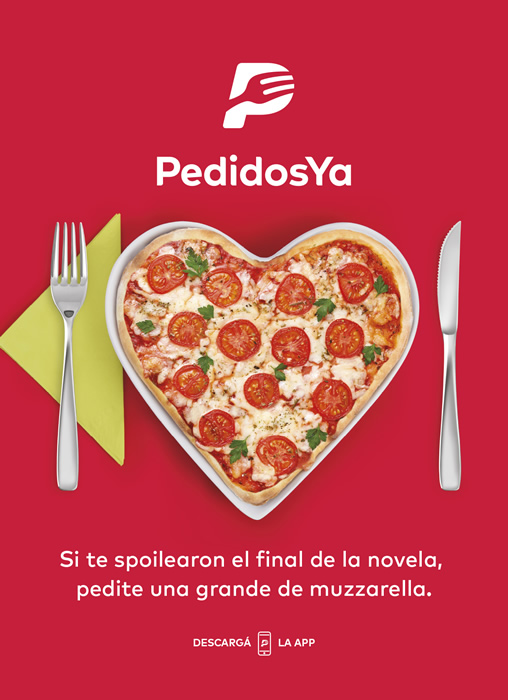 PedidosYa
Si te spoilearon el final de la novela,
pedite una grande de muzzarella.
DESCARGÁ LA APP